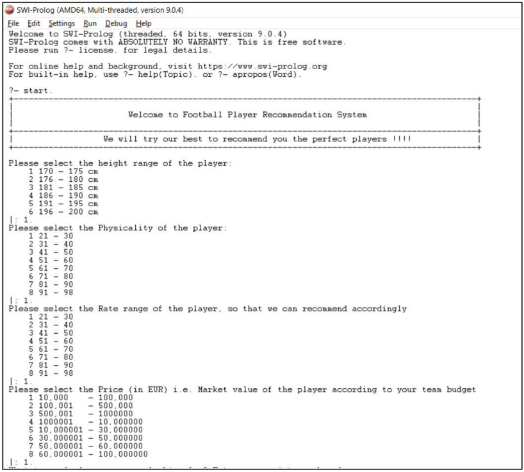 SWI-Prolog (AMD64, Multi-threaded, version 9.0.4)
File Edit Settings Run Debug Help
Welcome to SWI-Prolog (threaded, 64 bits, version 9.0.4)
SWI-Prolog comes with ABSOLUTELY NO WARRANTY. This is free software.
Please run ?- license. for legal details.
For online help and background, visit https://www.swi-prolog.org
For built-in help, use ?- help(Topic). or ?- apropos(Word).
?- start.
Welcome to Football Player Recommendation System
We will try our best to recommend you the perfect players !!!!
Please select the height range of the player:
1 170 - 175 cm
2 176 - 180 cm
3 181 - 185 cm
4 186 - 190 cm
5 191 - 195 cm
6 196 - 200 cm
|: 1.
Please select the Physicality of the player:
1 21 - 30
2 31 - 40
3 41 - 50
4 51 - 60
5 61 - 70
6 71 - 80
7 81 - 90
8 91 - 98
|: 1.
Please select the Rate range of the player, so that we can recommend accordingly
1 21 - 30
2 31 - 40
3 41 - 50
4 51 - 60
5 61 - 70
6 71 - 80
7 81 - 90
8 91 - 98
|: 1.
Please select the Price (in EUR) i.e. Market value of the player according to your team budget
1 10,000 - 100,000
2 100,001 - 500,000
3 500,001 - 1000000
4 1000001 - 10,000000
5 10,000001 - 30,000000
6 30,000001 - 50,000000
7 50,000001 - 60,000000
8 60,000001 - 100,000000
|: 1.